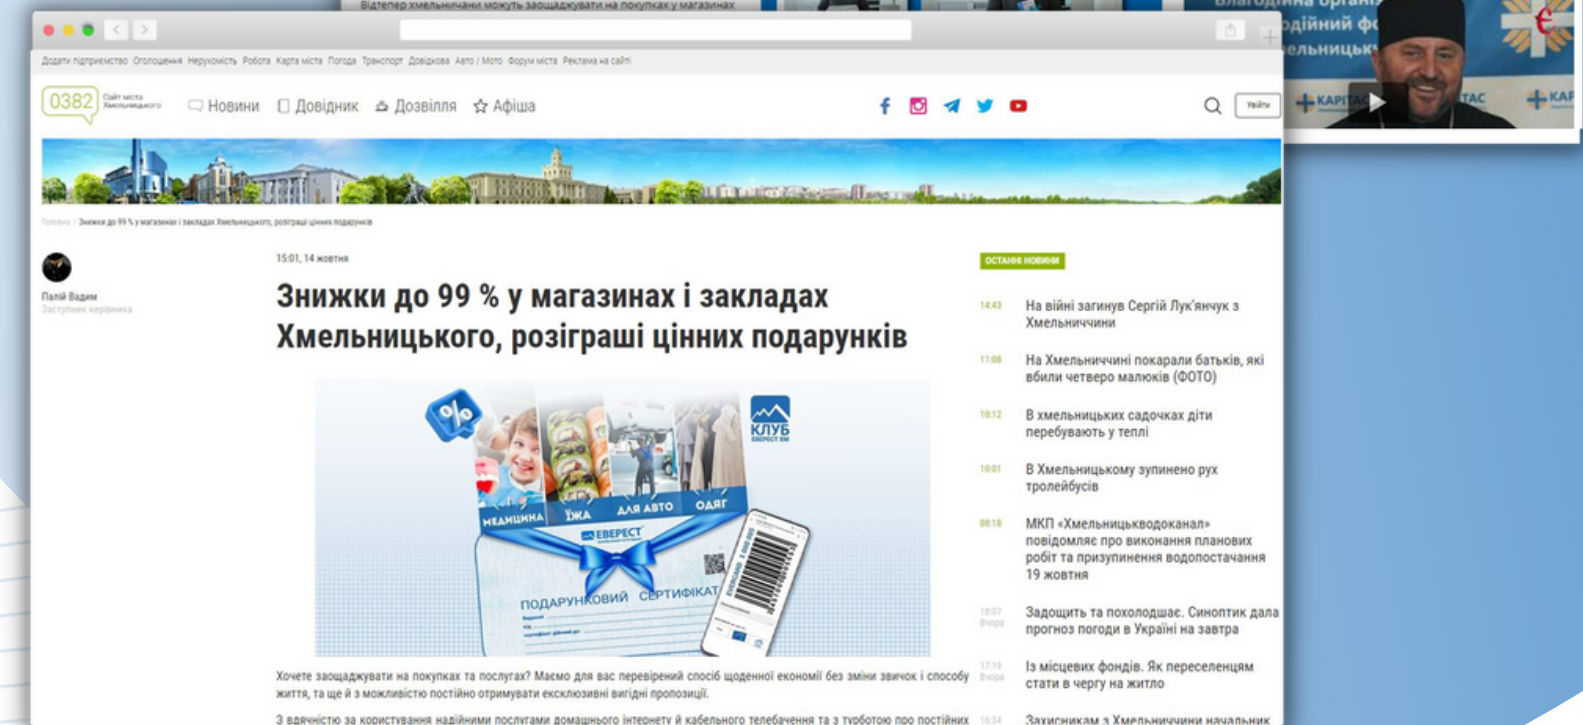 Відтепер хмельничани можуть заощаджувати на покупках у магазинах
Благодійна органі
одійний фо
ельницьк
КАРІТАС
ТАС
КАР
Додати підприємство Оголошення Нерухомість Робота Карта міста Погода Транспорт Довідкова Авто / Мото Форум міста Реклама на сайті
0382
Сайт міста
Хмельницького
Новини
Довідник
Дозвілля
Афіша
Увійти
Головна / Знижки до 99 % у магазинах і закладах Хмельницького, розіграші цінних подарунків
Палій Вадим
Заступник керівника
15:01, 14 жовтня
Знижки до 99 % у магазинах і закладах
Хмельницького, розіграші цінних подарунків
%
КЛУБ
ЕВЕРЕСТ ХМ
МЕДИЦИНА
ЇЖА
ДЛЯ АВТО
ОДЯГ
ЕВЕРЕСТ
ПОДАРУНКОВИЙ СЕРТИФІКАТ
Хочете заощаджувати на покупках та послугах? Маємо для вас перевірений спосіб щоденної економії без зміни звичок і способу
життя, та ще й з можливістю постійно отримувати ексклюзивні вигідні пропозиції.
З вдячністю за користування надійними послугами домашнього інтернету й кабельного телебачення та з турботою про постійних
ОСТАННІ НОВИНИ
14:43
На війні загинув Сергій Лук'янчук з
Хмельниччини
11:08
На Хмельниччині покарали батьків, які
вбили четверо малюків (ФОТО)
10:12
В хмельницьких садочках діти
перебувають у теплі
10:01
В Хмельницькому зупинено рух
тролейбусів
08:18
МКП «Хмельницькводоканал»
повідомляє про виконання планових
робіт та призупинення водопостачання
19 жовтня
18:07
Вчора
Задощить та похолодшає. Синоптик дала
прогноз погоди в Україні на завтра
17:19
Вчора
Із місцевих фондів. Як переселенцям
стати в чергу на житло
16:34
Захисникам з Хмельниччини начальник